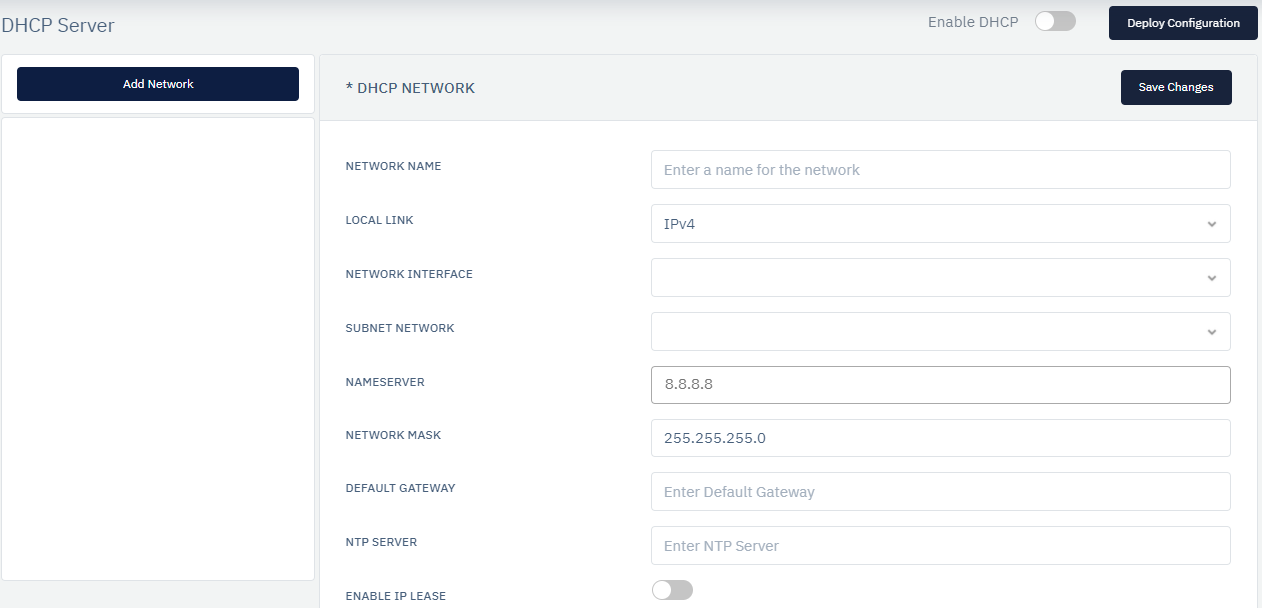 DHCP Server
Enable DHCP
Deploy Configuration
Add Network
* DHCP NETWORK
Save Changes
NETWORK NAME
Enter a name for the network
LOCAL LINK
IPv4
NETWORK INTERFACE
SUBNET NETWORK
NAMESERVER
8.8.8.8
NETWORK MASK
255.255.255.0
DEFAULT GATEWAY
Enter Default Gateway
NTP SERVER
Enter NTP Server
ENABLE IP LEASE